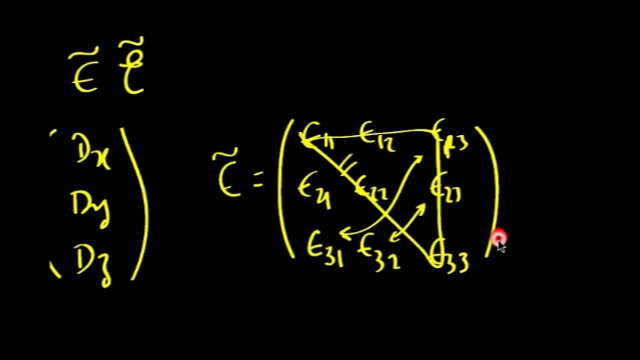 ε̃ ẽ
Dx
Dy
Dz
ε̃ =
ε11 ε12 ε13
ε21 ε22 ε23
ε31 ε32 ε33